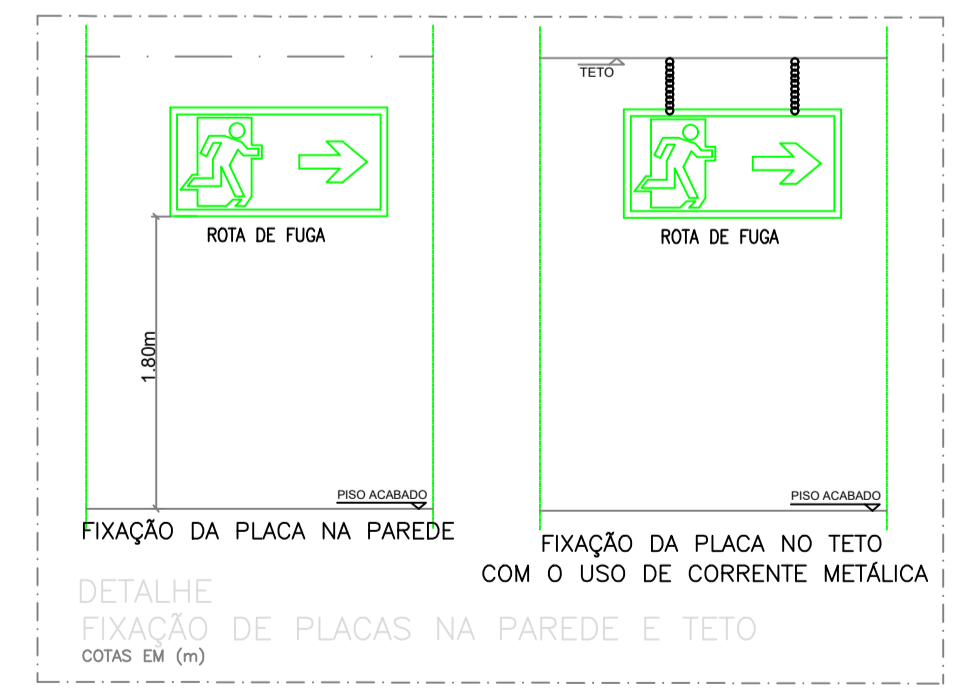 TETO
ROTA DE FUGA
ROTA DE FUGA
1.80m
PISO ACABADO
PISO ACABADO
FIXAÇÃO DA PLACA NA PAREDE
FIXAÇÃO DA PLACA NO TETO
COM O USO DE CORRENTE METÁLICA
DETALHE
FIXAÇÃO DE PLACAS NA PAREDE E TETO
COTAS EM (m)